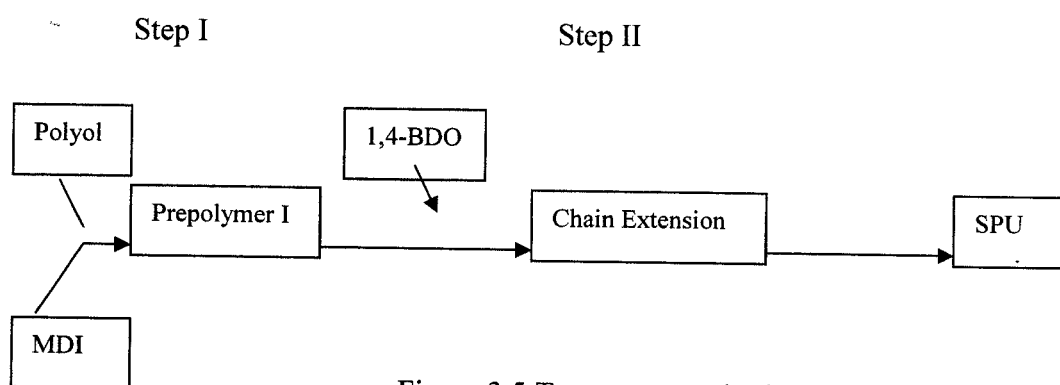 Step I
Step II
Polyol
1,4-BDO
Prepolymer I
Chain Extension
SPU
MDI